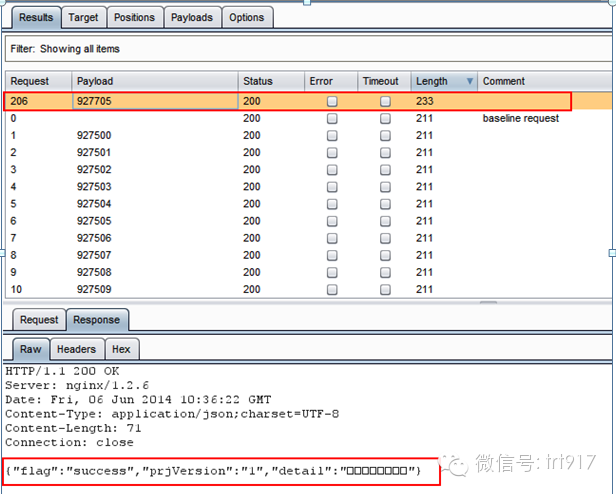 Results Target Positions Payloads Options
Filter: Showing all items
Request Payload Status Error Timeout Length Comment
206 927705 200 233
0 200 211 baseline request
1 927500 200 211
2 927501 200 211
3 927502 200 211
4 927503 200 211
5 927504 200 211
6 927505 200 211
7 927506 200 211
8 927507 200 211
9 927508 200 211
10 927509 200 211
Request Response
Raw Headers Hex
HTTP/1.1 200 OK
Server: nginx/1.2.6
Date: Fri, 06 Jun 2014 10:36:22 GMT
Content-Type: application/json;charset=UTF-8
Content-Length: 71
Connection: close
{"flag":"success","prjVersion":"1","detail":"□□□□□□□□"}
微信号: trt917